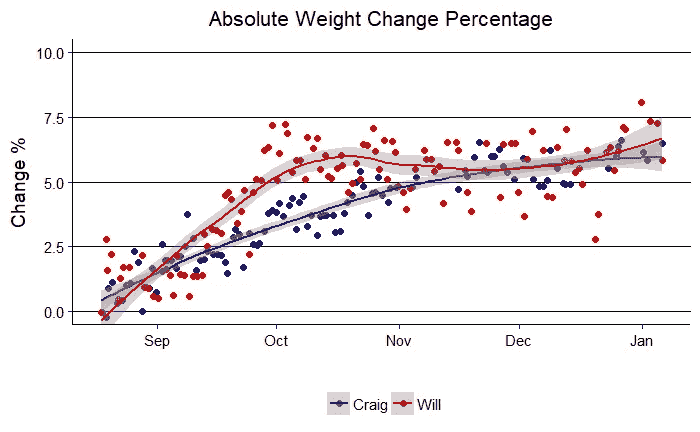 Absolute Weight Change Percentage
Change %
10.0
7.5
5.0
2.5
0.0
Sep Oct Nov Dec Jan
Craig Will